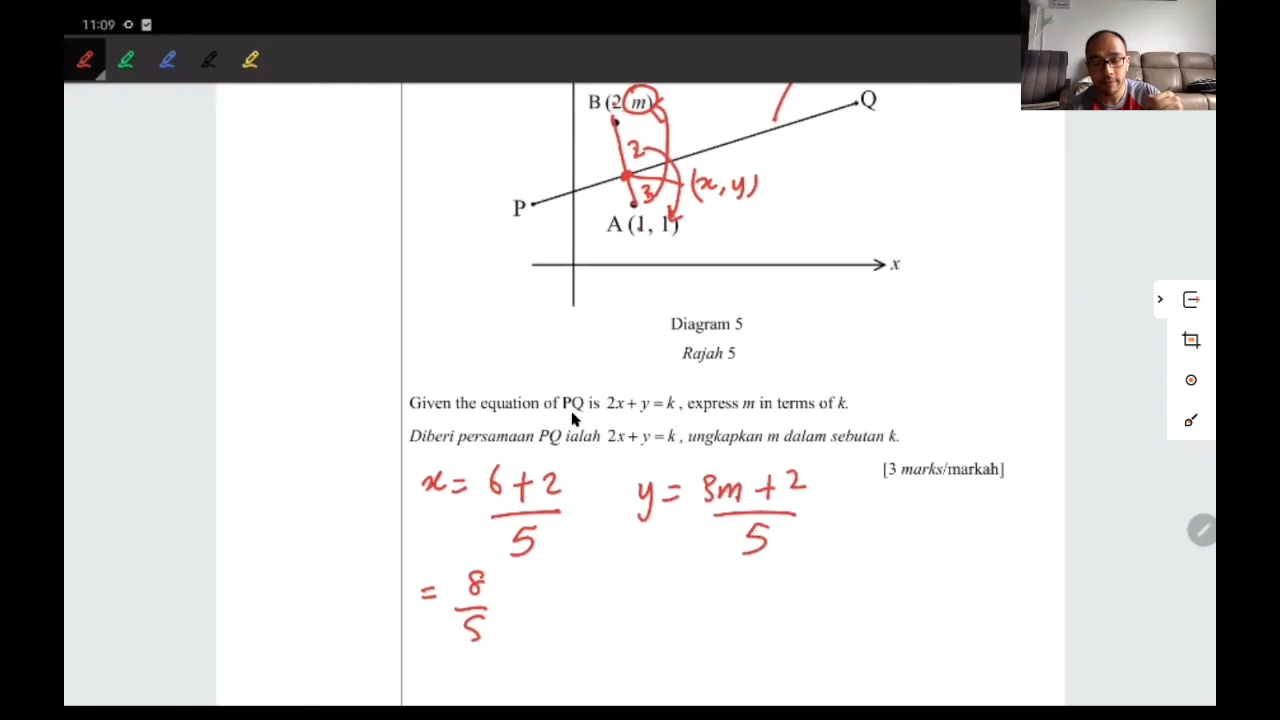 11:09
B (2, m)
Q
2
(x, y)
3
P
A (1, 1)
x
Diagram 5
Rajah 5
Given the equation of PQ is 2x + y = k , express m in terms of k.
Diberi persamaan PQ ialah 2x + y = k , ungkapkan m dalam sebutan k.
[3 marks/markah]
x = 6 + 2 / 5 y = 3m + 2 / 5
= 8 / 5